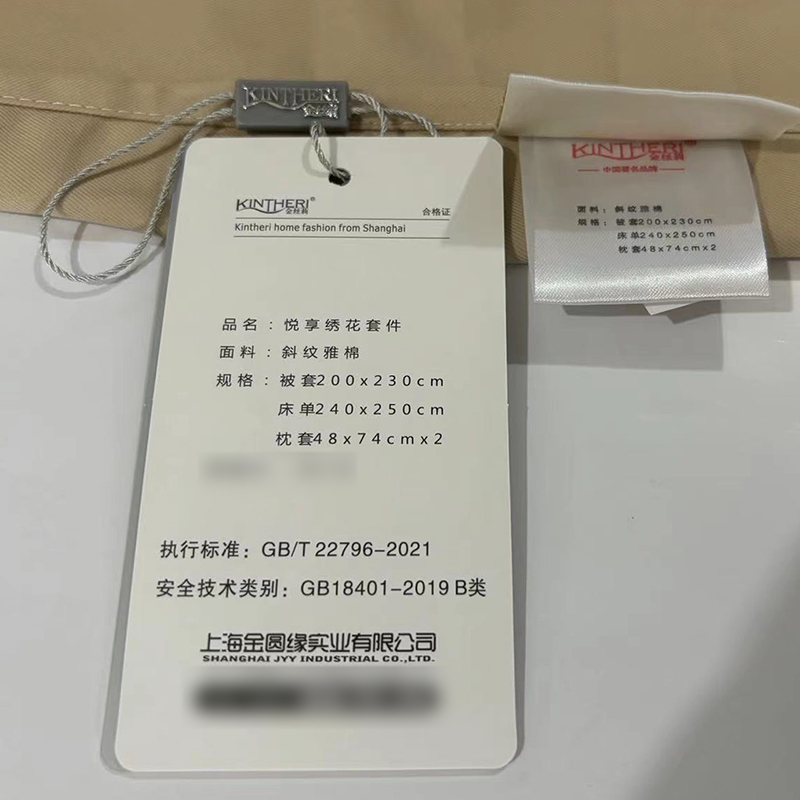 KINTHERI
金丝莉
KINTHERI®
金丝莉
合格证
Kintheri home fashion from Shanghai
品名：悦享绣花套件
面料：斜纹雅棉
规格：被套200x230cm
床单240x250cm
枕套48x74cmx2
执行标准：GB/T 22796-2021
安全技术类别：GB18401-2019 B类
上海金圆缘实业有限公司
SHANGHAI JYY INDUSTRIAL CO.,LTD.
KINTHERI®
金丝莉
中国著名品牌
面料：斜纹雅棉
规格：被套200x230cm
床单240x250cm
枕套48x74cmx2